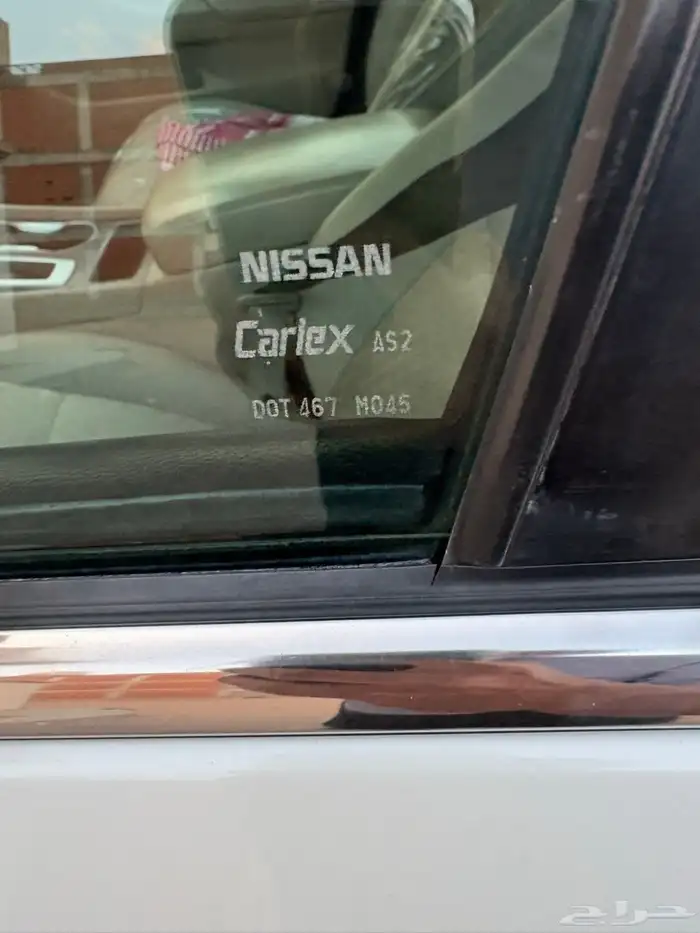 NISSAN
Carlex AS2
DOT 467 M045
حراج